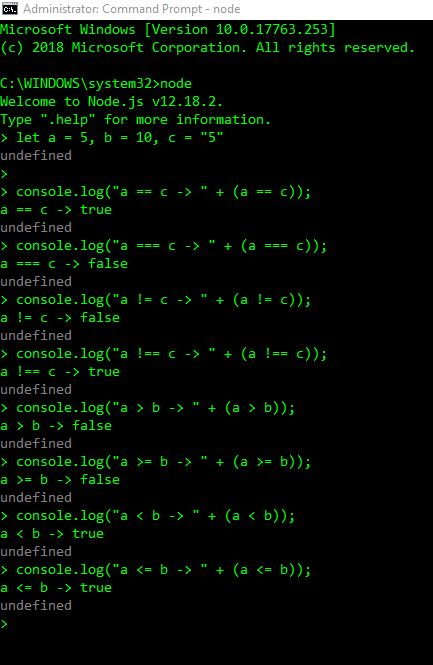 Administrator: Command Prompt - node
Microsoft Windows [Version 10.0.17763.253]
(c) 2018 Microsoft Corporation. All rights reserved.
C:\WINDOWS\system32>node
Welcome to Node.js v12.18.2.
Type ".help" for more information.
> let a = 5, b = 10, c = "5"
undefined
>
> console.log("a == c -> " + (a == c));
a == c -> true
undefined
> console.log("a === c -> " + (a === c));
a === c -> false
undefined
> console.log("a != c -> " + (a != c));
a != c -> false
undefined
> console.log("a !== c -> " + (a !== c));
a !== c -> true
undefined
> console.log("a > b -> " + (a > b));
a > b -> false
undefined
> console.log("a >= b -> " + (a >= b));
a >= b -> false
undefined
> console.log("a < b -> " + (a < b));
a < b -> true
undefined
> console.log("a <= b -> " + (a <= b));
a <= b -> true
undefined
>